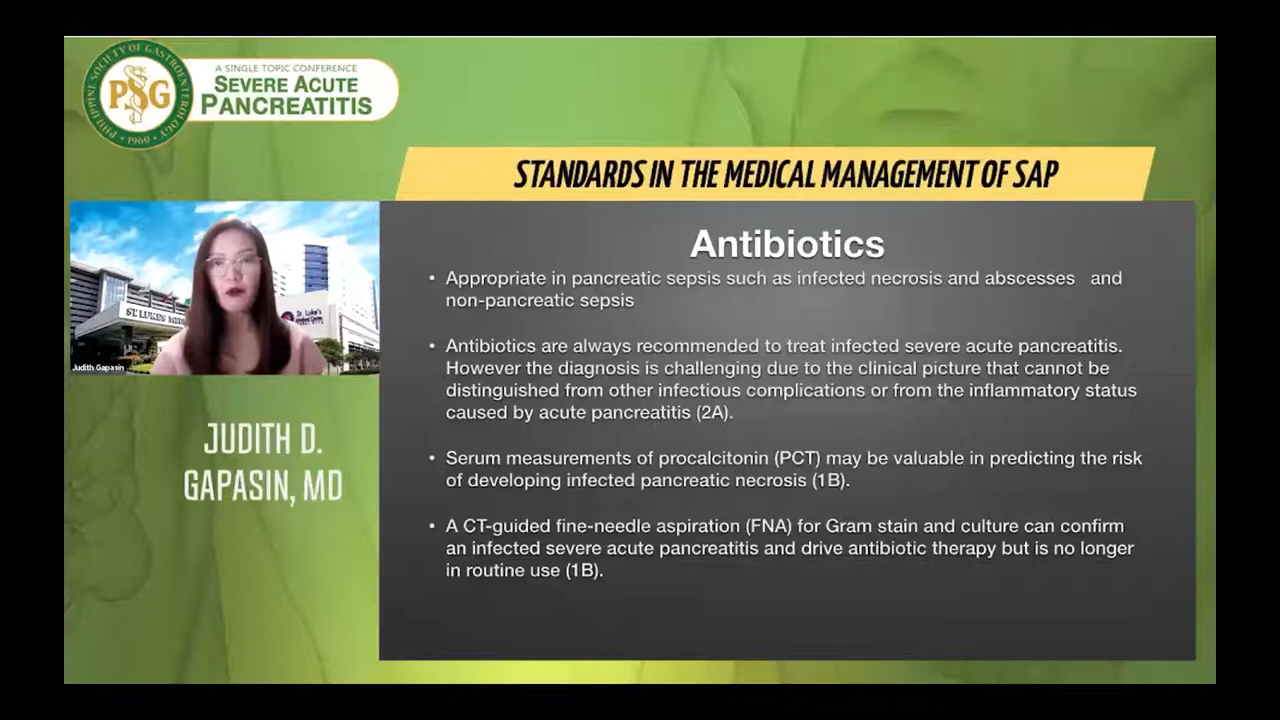 PHILIPPINE SOCIETY OF GASTROENTEROLOGY
PSG
• 1960 •
A SINGLE TOPIC CONFERENCE
SEVERE ACUTE
PANCREATITIS
STANDARDS IN THE MEDICAL MANAGEMENT OF SAP
Judith Gapasin
JUDITH D.
GAPASIN, MD
Antibiotics
• Appropriate in pancreatic sepsis such as infected necrosis and abscesses and
non-pancreatic sepsis
• Antibiotics are always recommended to treat infected severe acute pancreatitis.
However the diagnosis is challenging due to the clinical picture that cannot be
distinguished from other infectious complications or from the inflammatory status
caused by acute pancreatitis (2A).
• Serum measurements of procalcitonin (PCT) may be valuable in predicting the risk
of developing infected pancreatic necrosis (1B).
• A CT-guided fine-needle aspiration (FNA) for Gram stain and culture can confirm
an infected severe acute pancreatitis and drive antibiotic therapy but is no longer
in routine use (1B).